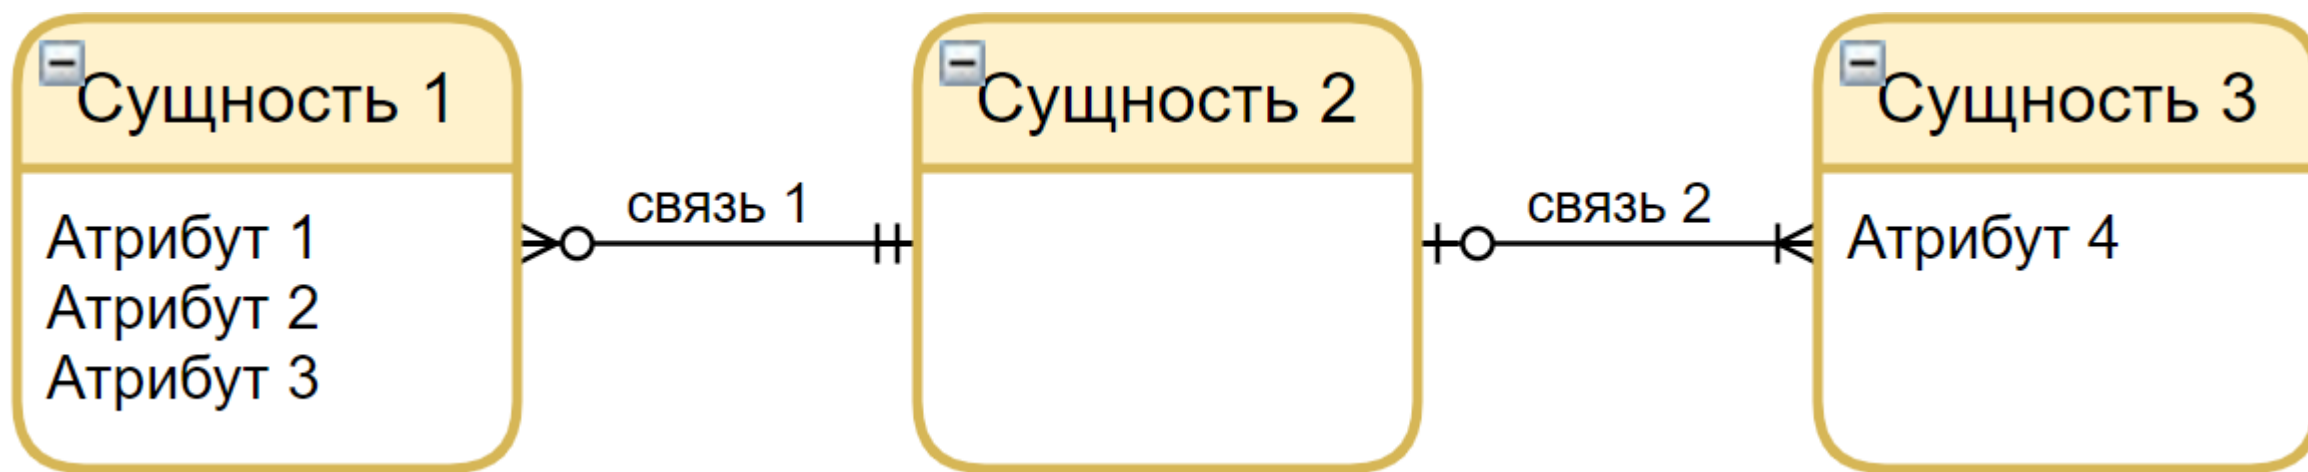 Сущность 1
Атрибут 1
Атрибут 2
Атрибут 3
связь 1
Сущность 2
связь 2
Сущность 3
Атрибут 4